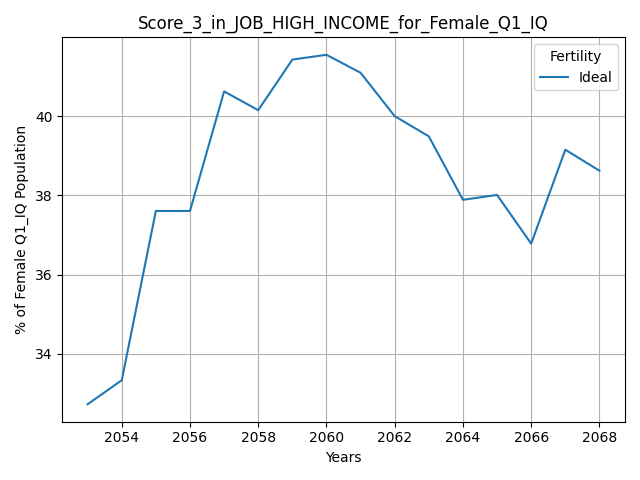 Score_3_in_JOB_HIGH_INCOME_for_Female_Q1_IQ
Fertility
Ideal
% of Female Q1_IQ Population
40
38
36
34
2054 2056 2058 2060 2062 2064 2066 2068
Years